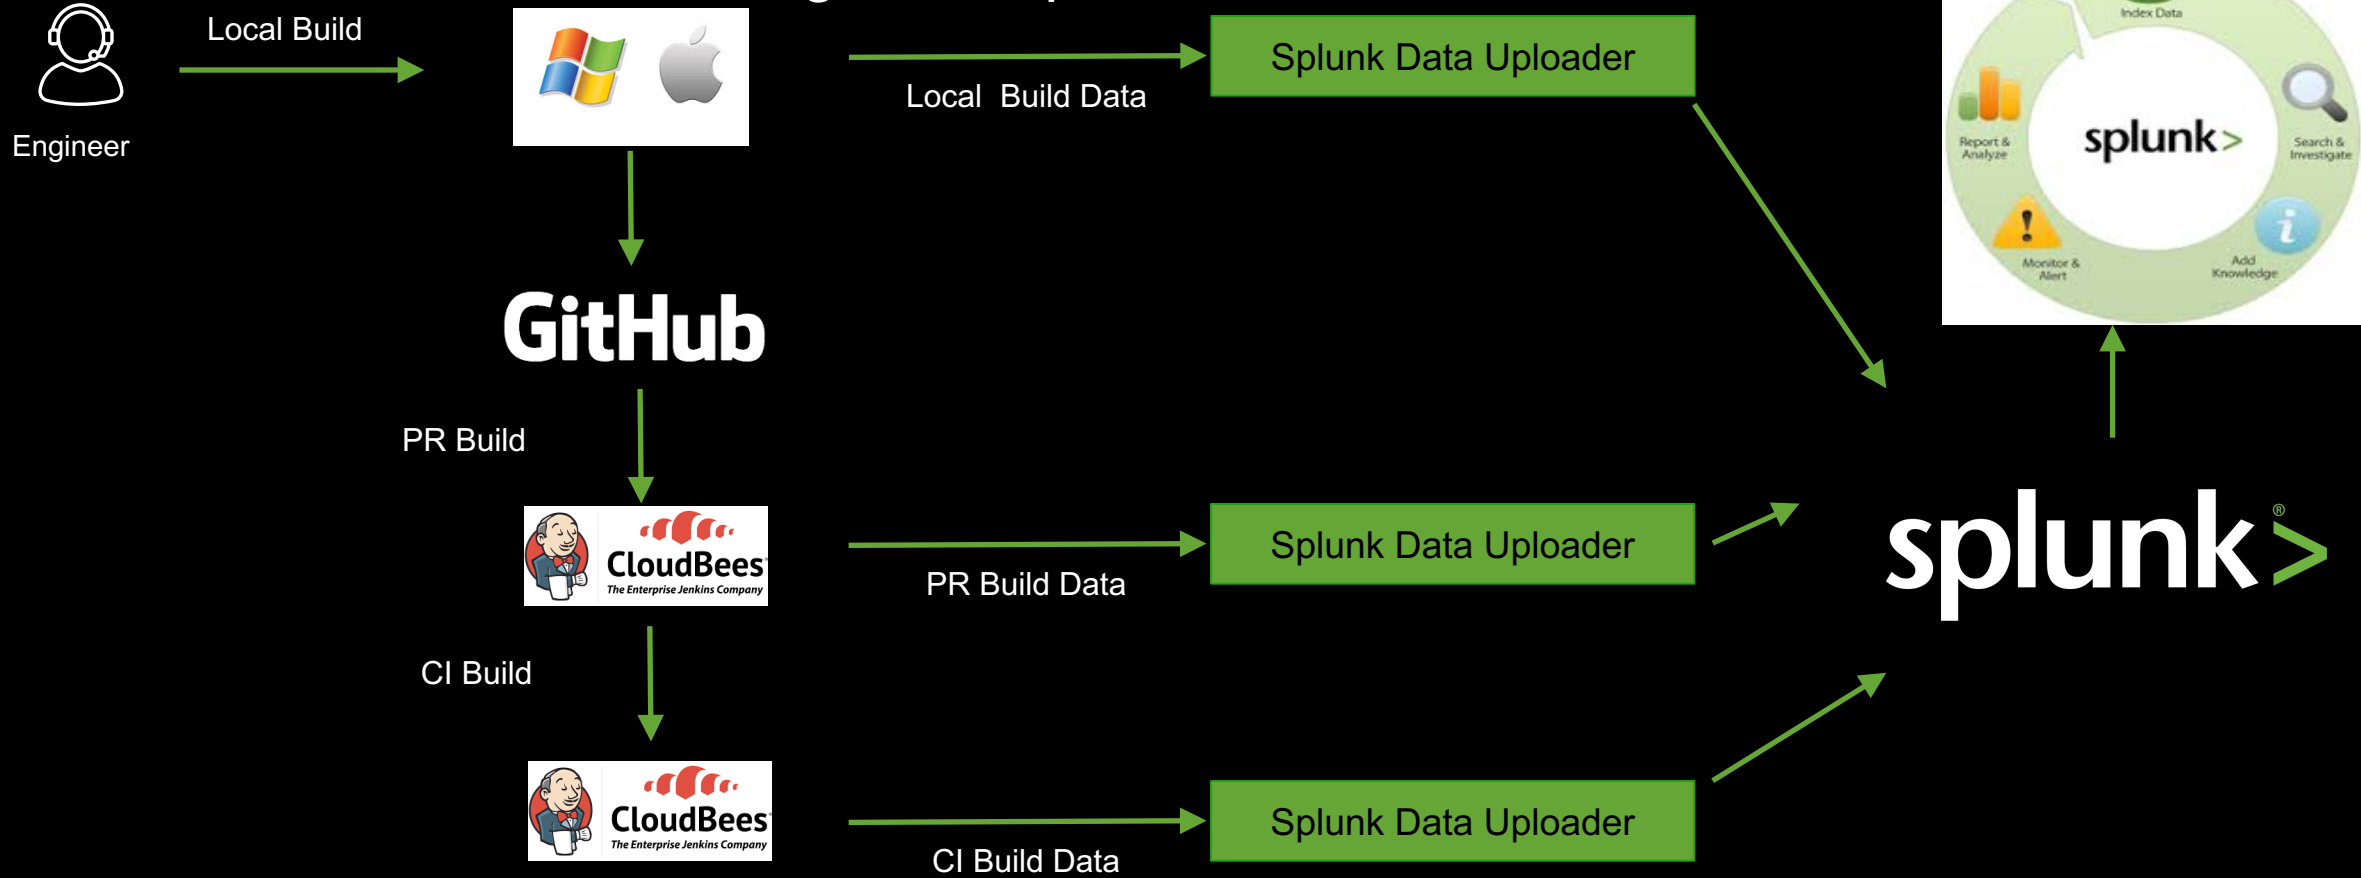 Local Build
Engineer
Local  Build Data
Splunk Data Uploader
Index Data
Report &
Analyze
splunk>
Search &
Investigate
Monitor &
Alert
Add
Knowledge
GitHub
PR Build
CloudBees
The Enterprise Jenkins Company
PR Build Data
Splunk Data Uploader
splunk>®
CI Build
CloudBees
The Enterprise Jenkins Company
CI Build Data
Splunk Data Uploader